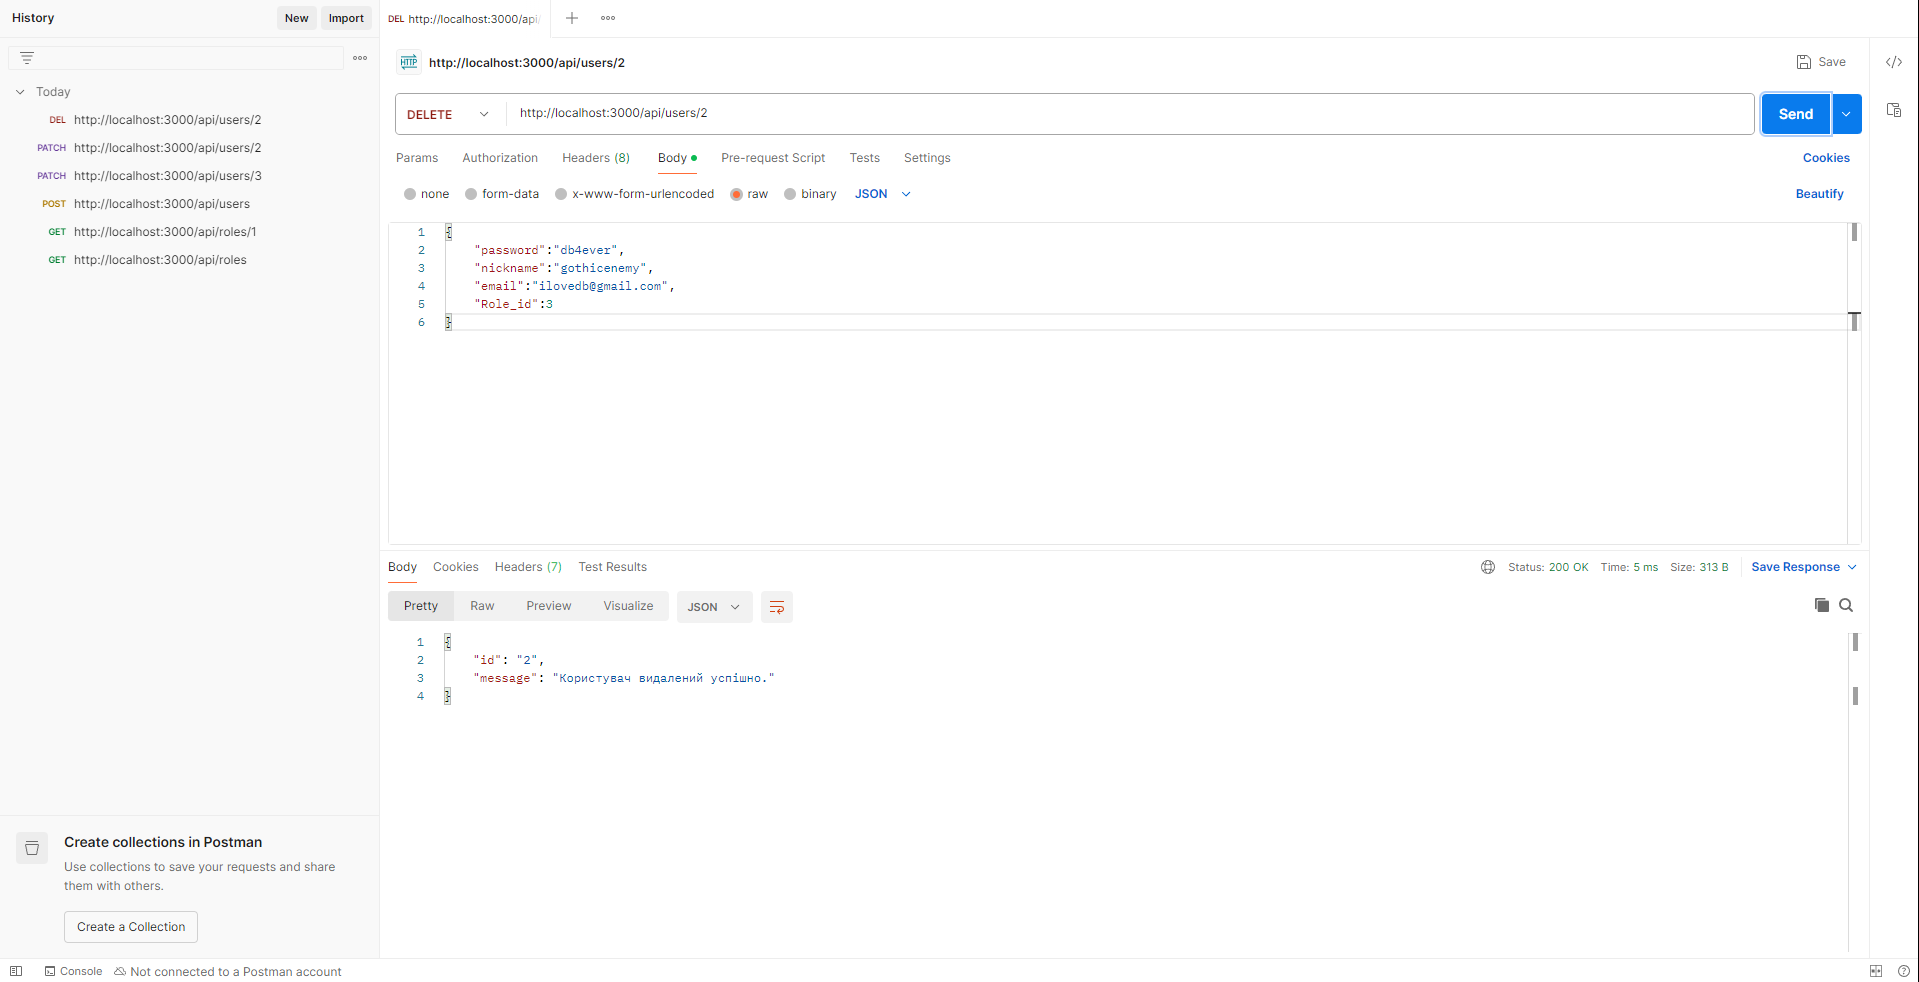 History
New
Import
DEL http://localhost:3000/api/
Today
DEL http://localhost:3000/api/users/2
PATCH http://localhost:3000/api/users/2
PATCH http://localhost:3000/api/users/3
POST http://localhost:3000/api/users
GET http://localhost:3000/api/roles/1
GET http://localhost:3000/api/roles
Create collections in Postman
Use collections to save your requests and share
them with others.
Create a Collection
HTTP http://localhost:3000/api/users/2
Save
DELETE http://localhost:3000/api/users/2
Send
Params Authorization Headers (8) Body Pre-request Script Tests Settings
Cookies
none form-data x-www-form-urlencoded raw binary JSON
Beautify
1 {
2 "password":"db4ever",
3 "nickname":"gothicenemy",
4 "email":"ilovedb@gmail.com",
5 "Role_id":3
6 }
Body Cookies Headers (7) Test Results
Status: 200 OK Time: 5 ms Size: 313 B
Save Response
Pretty Raw Preview Visualize JSON
1 {
2 "id": "2",
3 "message": "Користувач видалений успішно."
4 }
Console Not connected to a Postman account